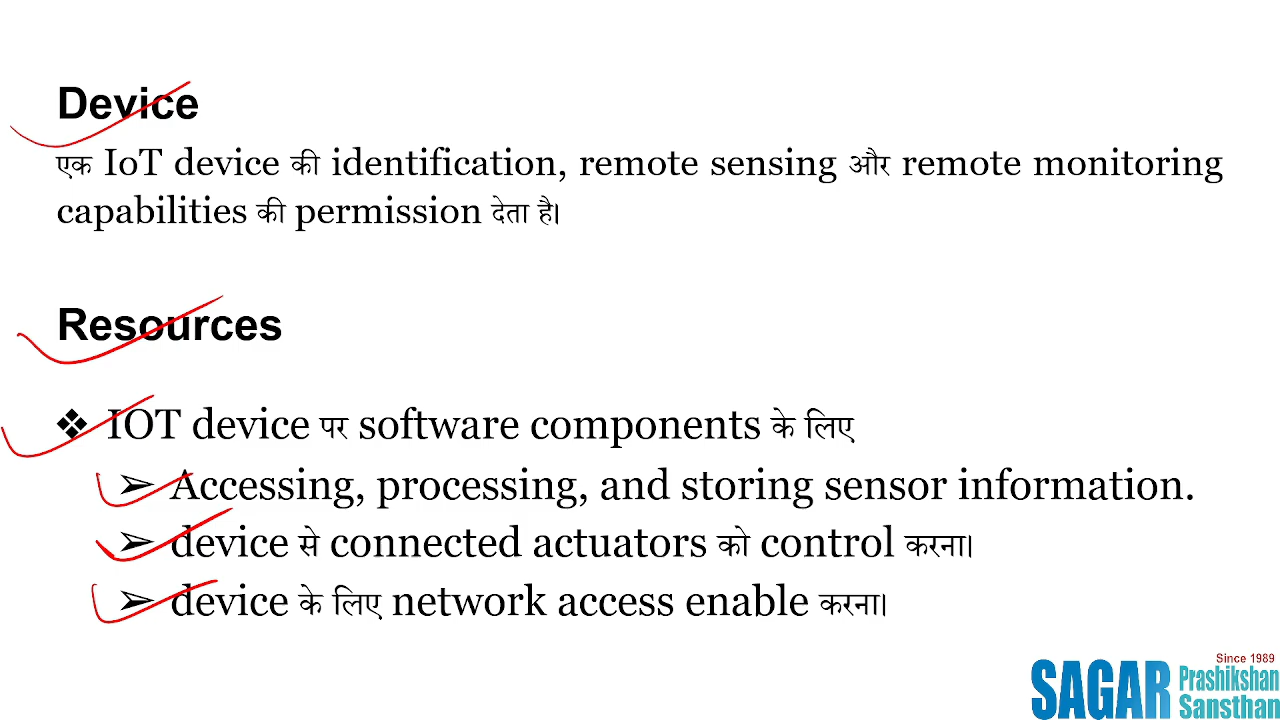 Device
एक IoT device की identification, remote sensing और remote monitoring
capabilities की permission देता है।
Resources
❖ IOT device पर software components के लिए
➢ Accessing, processing, and storing sensor information.
➢ device से connected actuators को control करना।
➢ device के लिए network access enable करना।
Since 1989
SAGAR Prashikshan
Sansthan